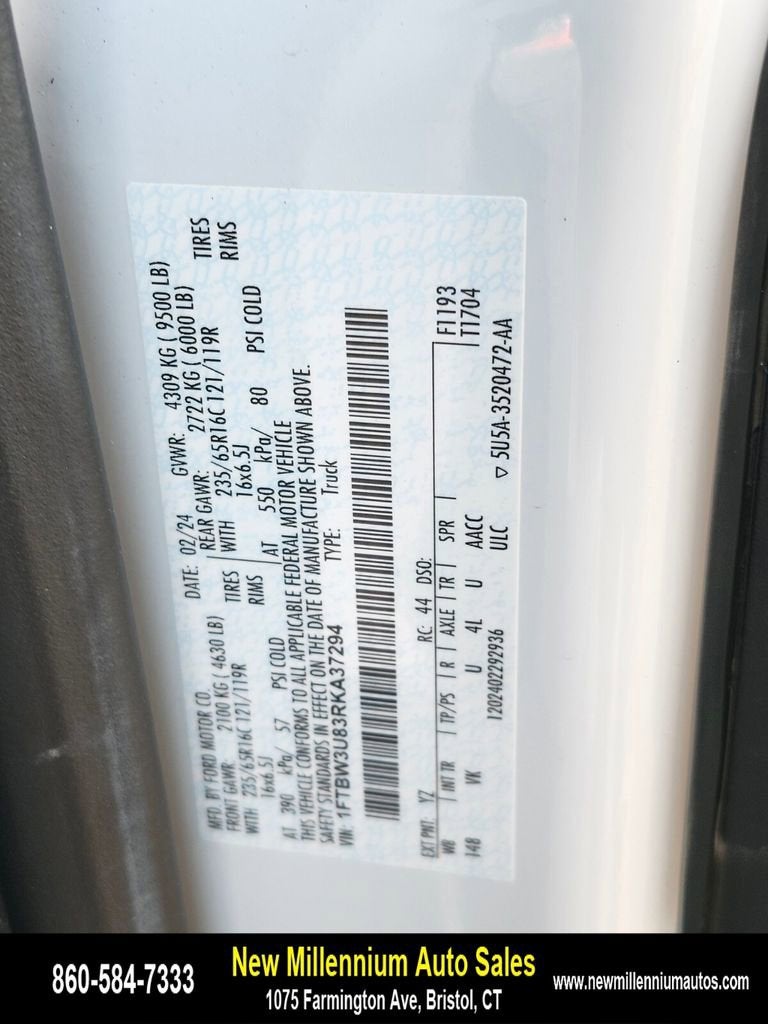 MFD. BY FORD MOTOR CO.
DATE: 02/24 GVWR: 4309 KG ( 9500 LB)
FRONT GAWR: 2100 KG ( 4630 LB)
REAR GAWR: 2722 KG ( 6000 LB)
WITH 235/65R16C 121/119R TIRES
WITH 235/65R16C 121/119R TIRES
16x6.5J RIMS
16x6.5J RIMS
AT 390 kPa/ 57 PSI COLD
AT 550 kPa/ 80 PSI COLD
THIS VEHICLE CONFORMS TO ALL APPLICABLE FEDERAL MOTOR VEHICLE
SAFETY STANDARDS IN EFFECT ON THE DATE OF MANUFACTURE SHOWN ABOVE.
VIN: 1FTBW3U83RKA37294 TYPE: Truck
EXT PNT: YZ RC: 44 DSO:
WB INT TR TP/PS R AXLE TR SPR F1193
148 VK U 4L U AACC T1704
1202402292936 ULC ▽ 5U5A-3520472-AA
860-584-7333
New Millennium Auto Sales
1075 Farmington Ave, Bristol, CT
www.newmillenniumautos.com